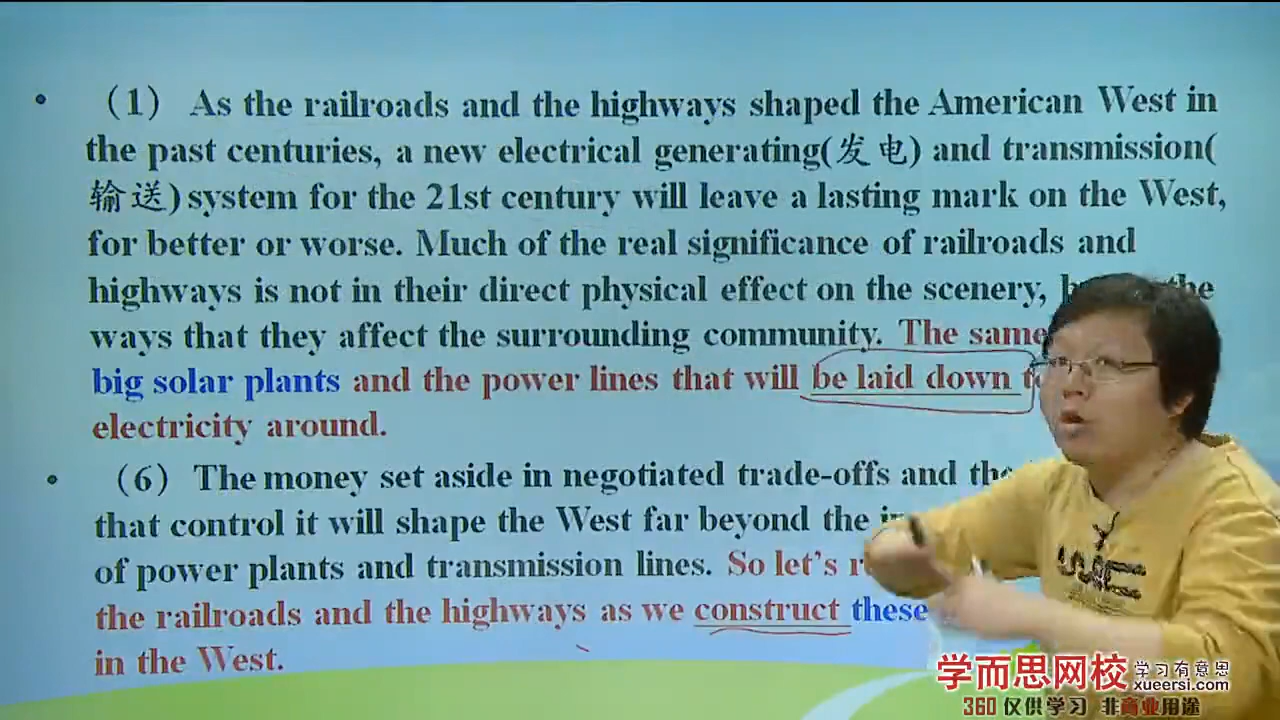 • （1） As the railroads and the highways shaped the American West in
the past centuries, a new electrical generating(发电) and transmission(
输送)system for the 21st century will leave a lasting mark on the West,
for better or worse. Much of the real significance of railroads and
highways is not in their direct physical effect on the scenery, the
ways that they affect the surrounding community. The same
big solar plants and the power lines that will be laid down
electricity around.
• （6） The money set aside in negotiated trade-offs and the
that control it will shape the West far beyond the
of power plants and transmission lines. So let's
the railroads and the highways as we construct these
in the West.
学而思网校 学习有意思
xueersi.com
360 仅供学习 非商业用途